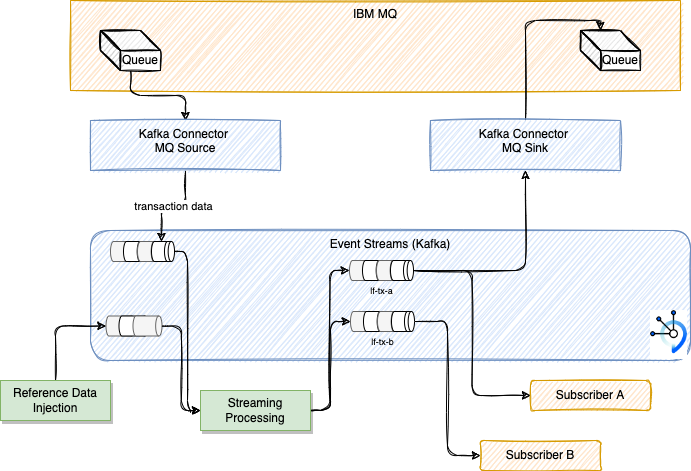 IBM MQ
Queue
Queue
Kafka Connector
MQ Source
Kafka Connector
MQ Sink
transaction data
Event Streams (Kafka)
lf-tx-a
lf-tx-b
Reference Data
Injection
Streaming
Processing
Subscriber A
Subscriber B